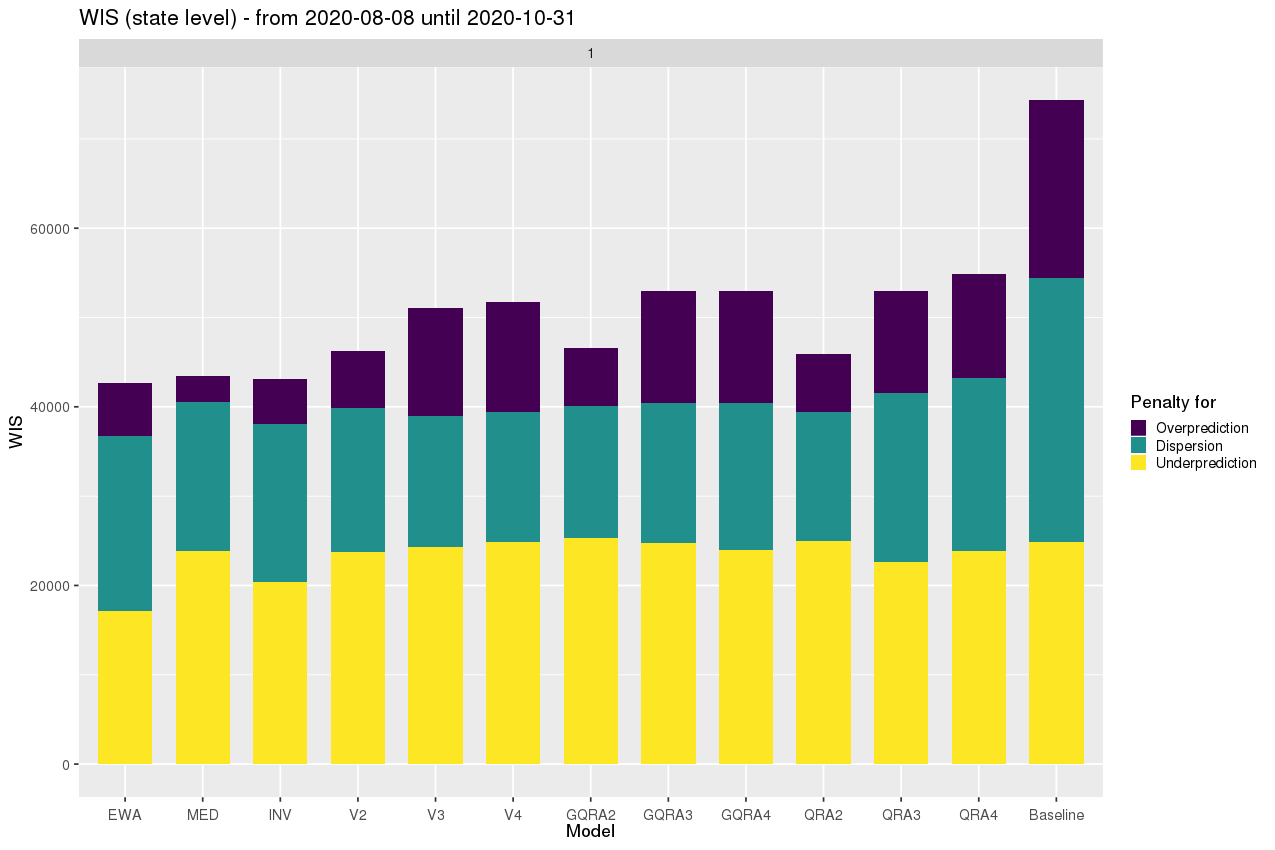 WIS (state level) - from 2020-08-08 until 2020-10-31
1
WIS
60000
40000
20000
0
EWA MED INV V2 V3 V4 GQRA2 GQRA3 GQRA4 QRA2 QRA3 QRA4 Baseline
Model
Penalty for
Overprediction
Dispersion
Underprediction